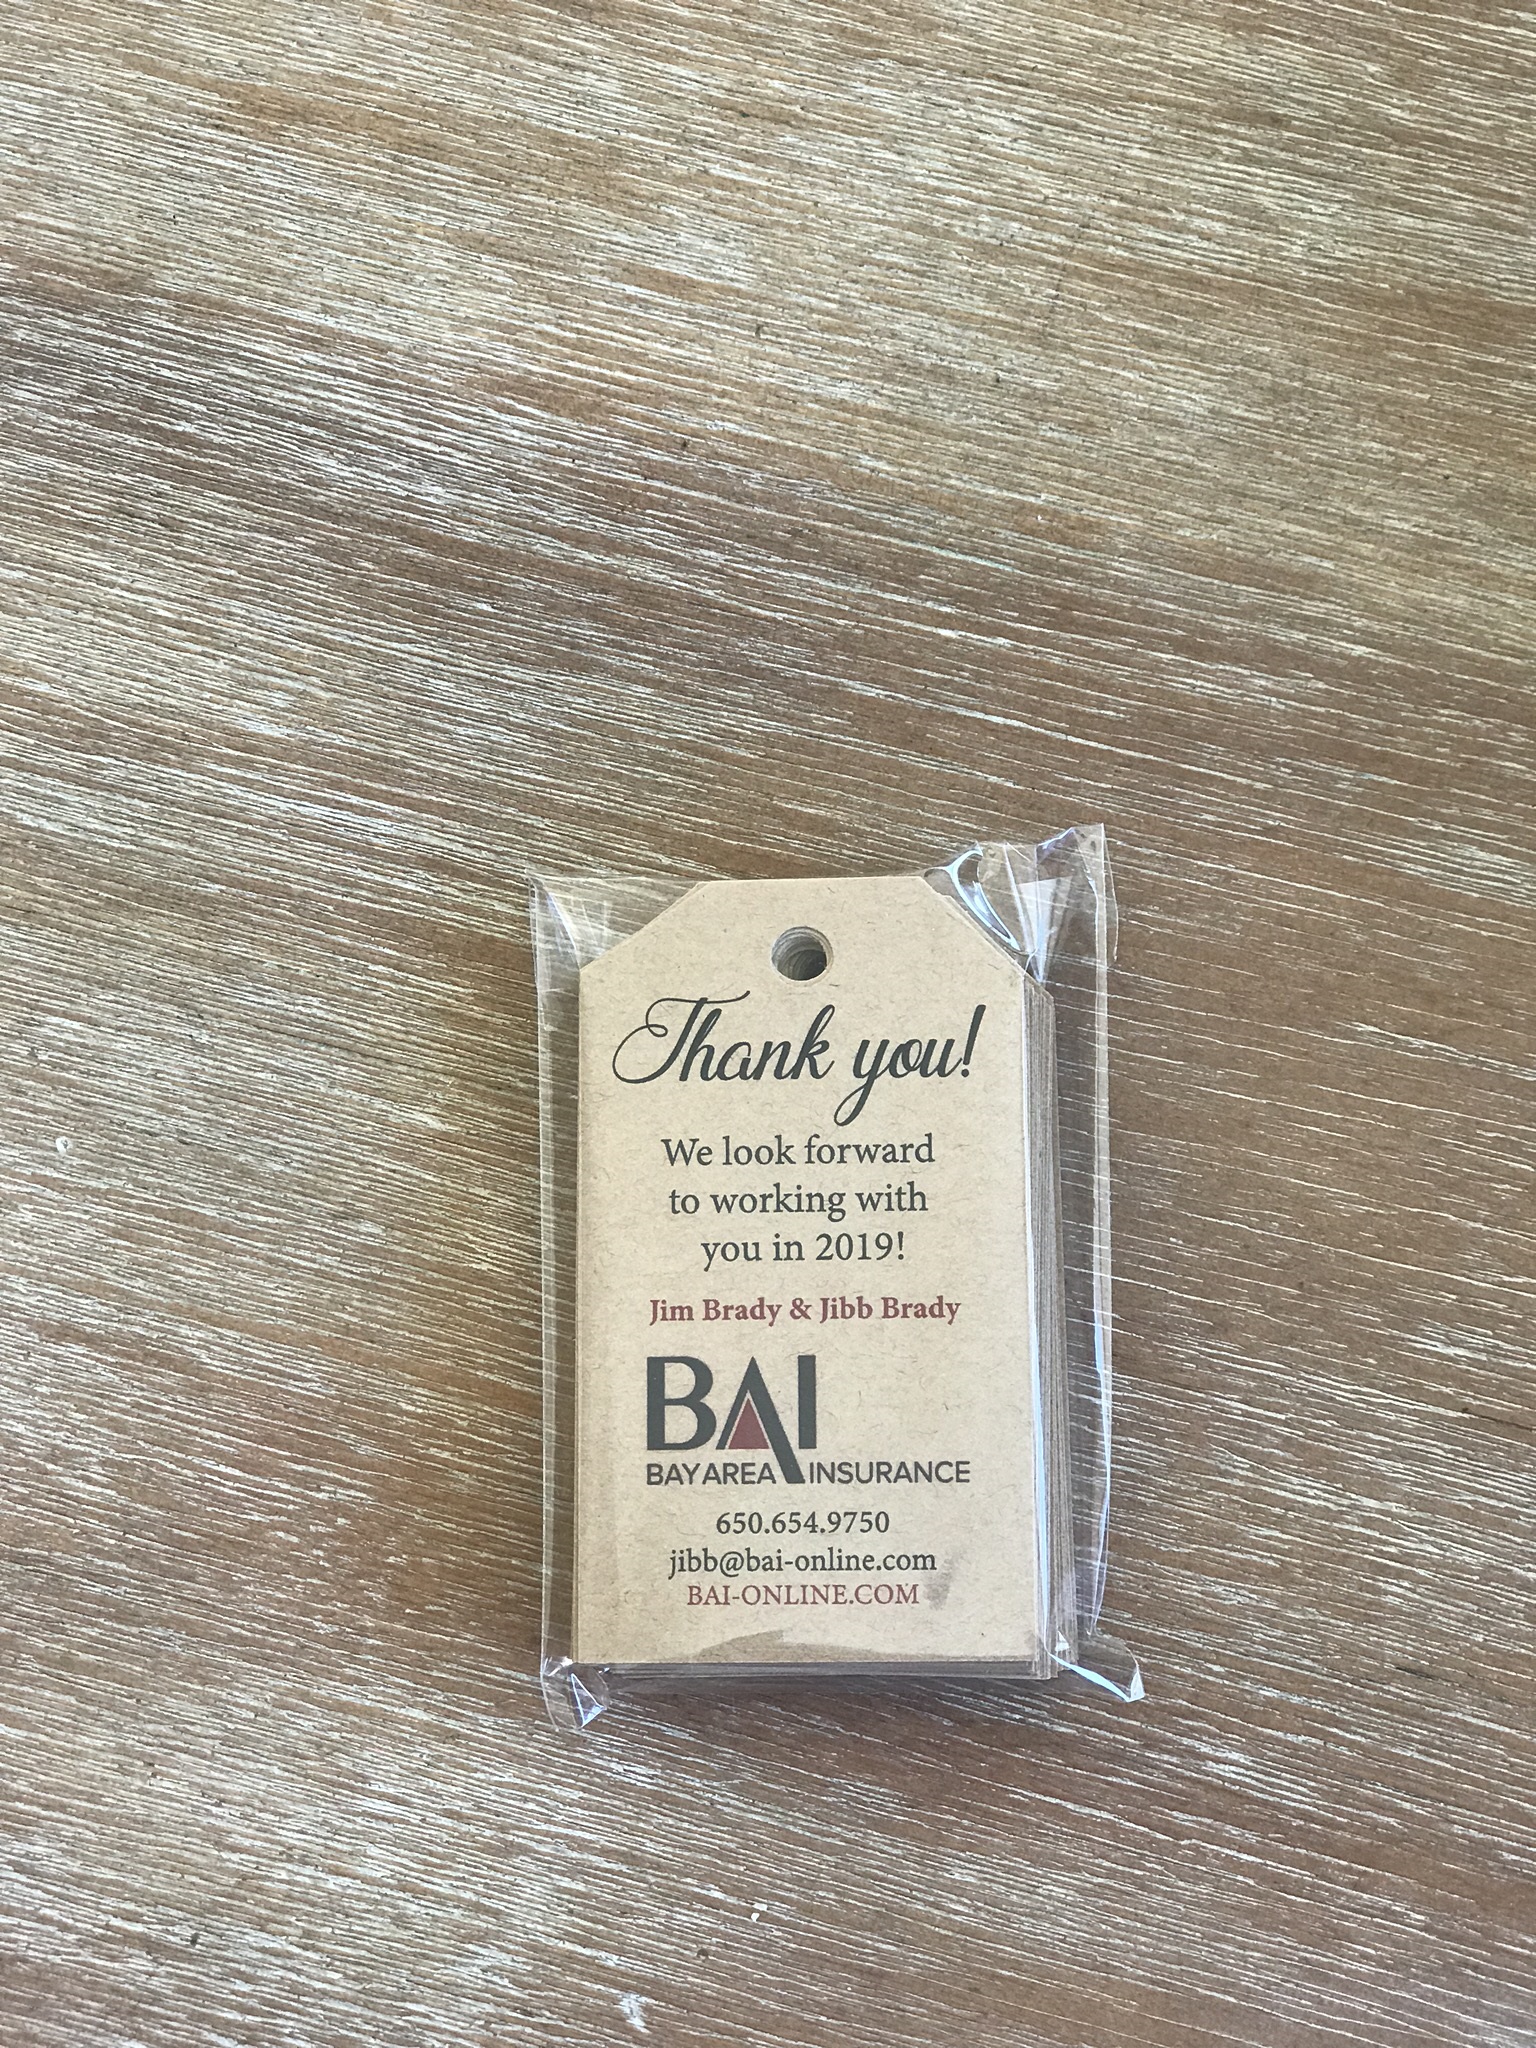 Thank you!
We look forward
to working with
you in 2019!
Jim Brady & Jibb Brady
BAI
BAY AREA INSURANCE
650.654.9750
jibb@bai-online.com
BAI-ONLINE.COM